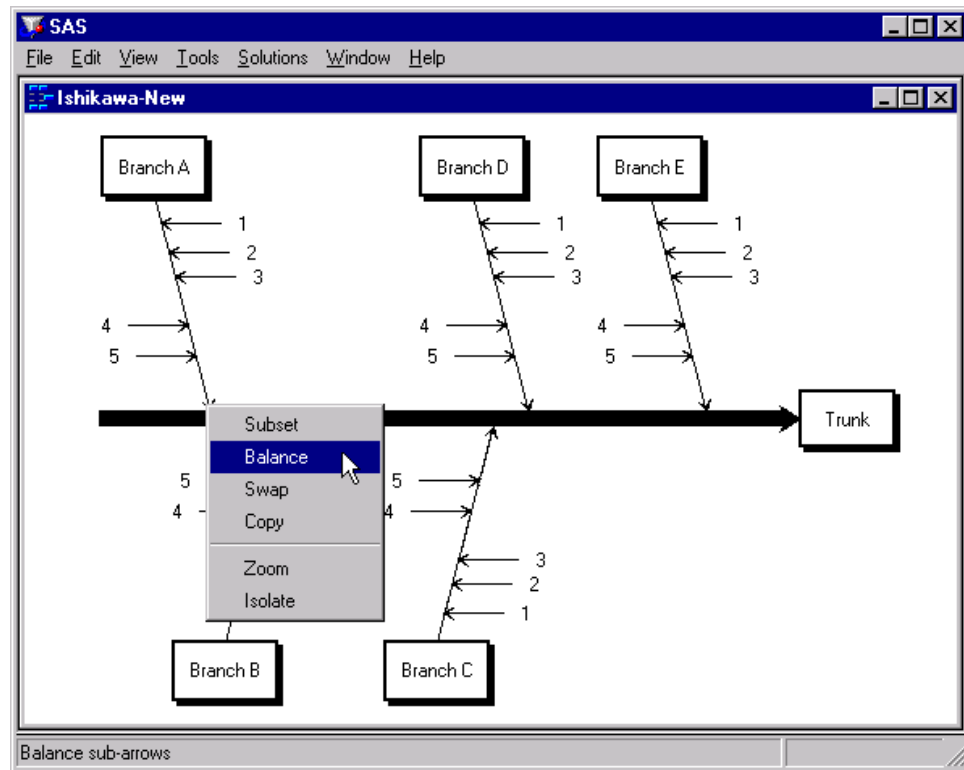 SAS
File Edit View Tools Solutions Window Help
Ishikawa-New
Branch A Branch D Branch E
1 1 1
2 2 2
3 3 3
4 4 4
5 5 5
Trunk
Subset
Balance
Swap
Copy
Zoom
Isolate
5 5
4 4
3
2
1
Branch B Branch C
Balance sub-arrows